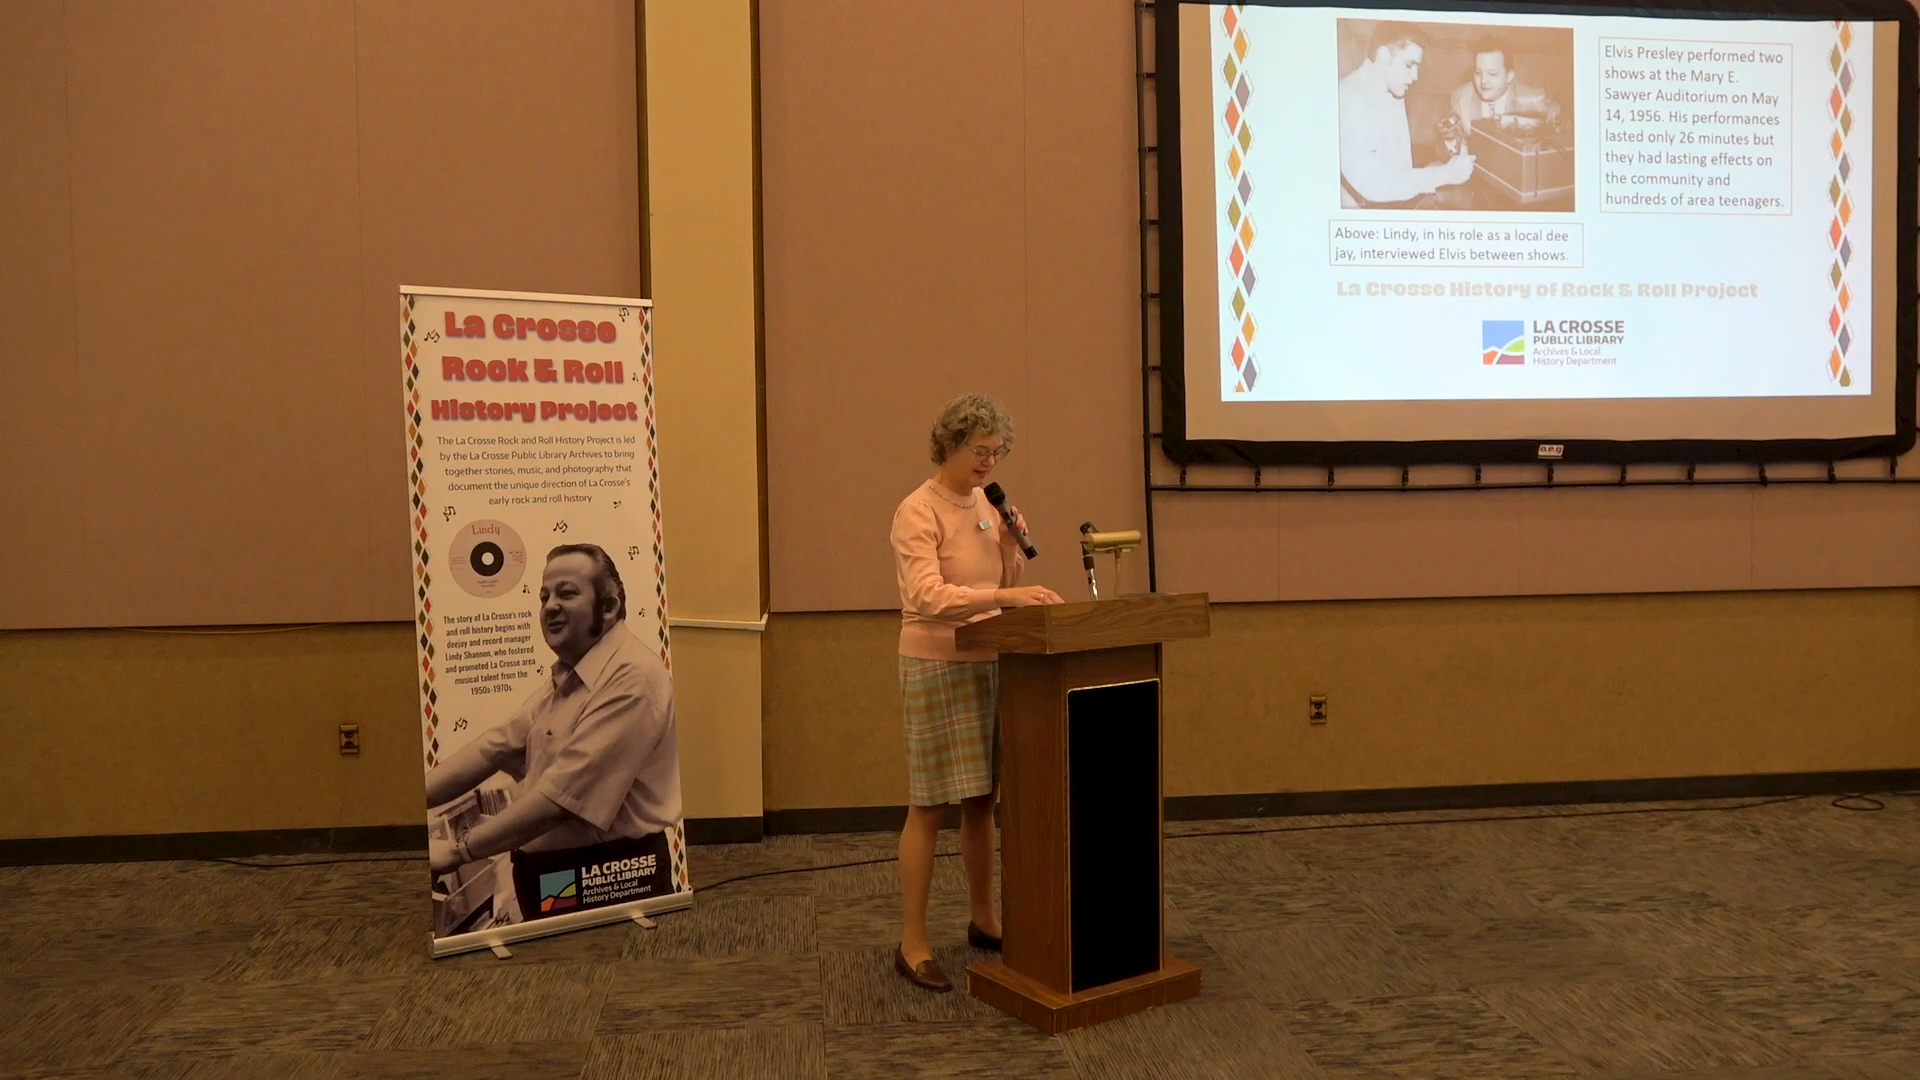 La Crosse
Rock & Roll
History Project
The La Crosse Rock and Roll History Project is led
by the La Crosse Public Library Archives to bring
together stories, music, and photography that
document the unique direction of La Crosse's
early rock and roll history
Lindy
The story of La Crosse's rock
and roll history begins with
deejay and record manager
Lindy Shannon, who fostered
and promoted La Crosse area
musical talent from the
1950s-1970s.
LA CROSSE
PUBLIC LIBRARY
Archives & Local
History Department
Elvis Presley performed two
shows at the Mary E.
Sawyer Auditorium on May
14, 1956. His performances
lasted only 26 minutes but
they had lasting effects on
the community and
hundreds of area teenagers.
Above: Lindy, in his role as a local dee
jay, interviewed Elvis between shows.
La Crosse History of Rock & Roll Project
LA CROSSE
PUBLIC LIBRARY
Archives & Local
History Department
a.e.g